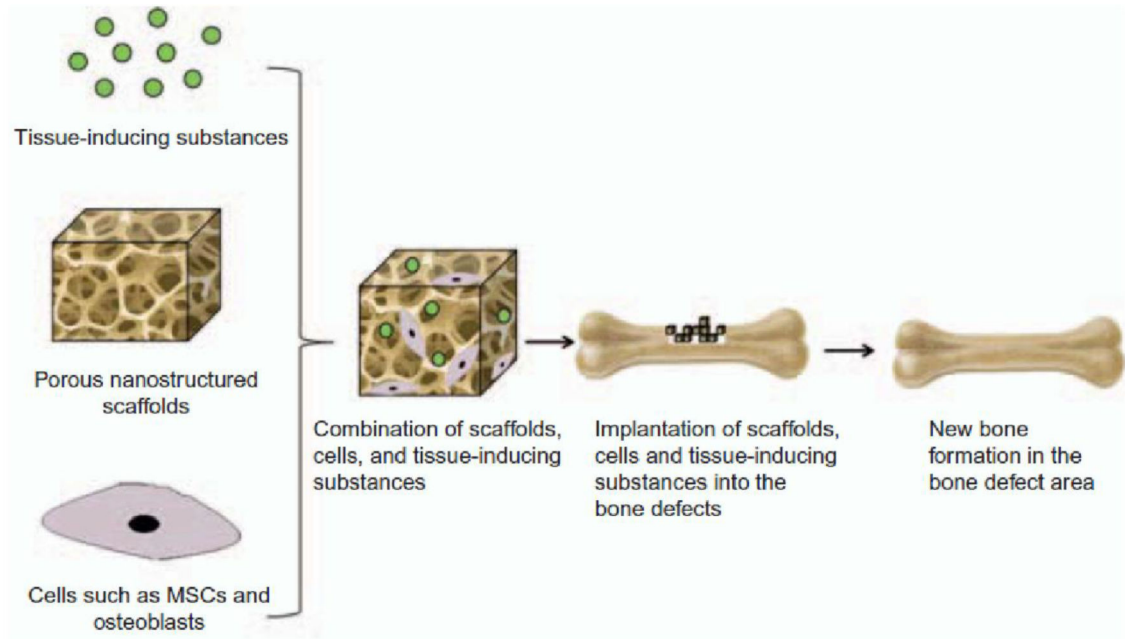 Tissue-inducing substances
Porous nanostructured
scaffolds
Cells such as MSCs and
osteoblasts
Combination of scaffolds,
cells, and tissue-inducing
substances
Implantation of scaffolds,
cells and tissue-inducing
substances into the
bone defects
New bone
formation in the
bone defect area